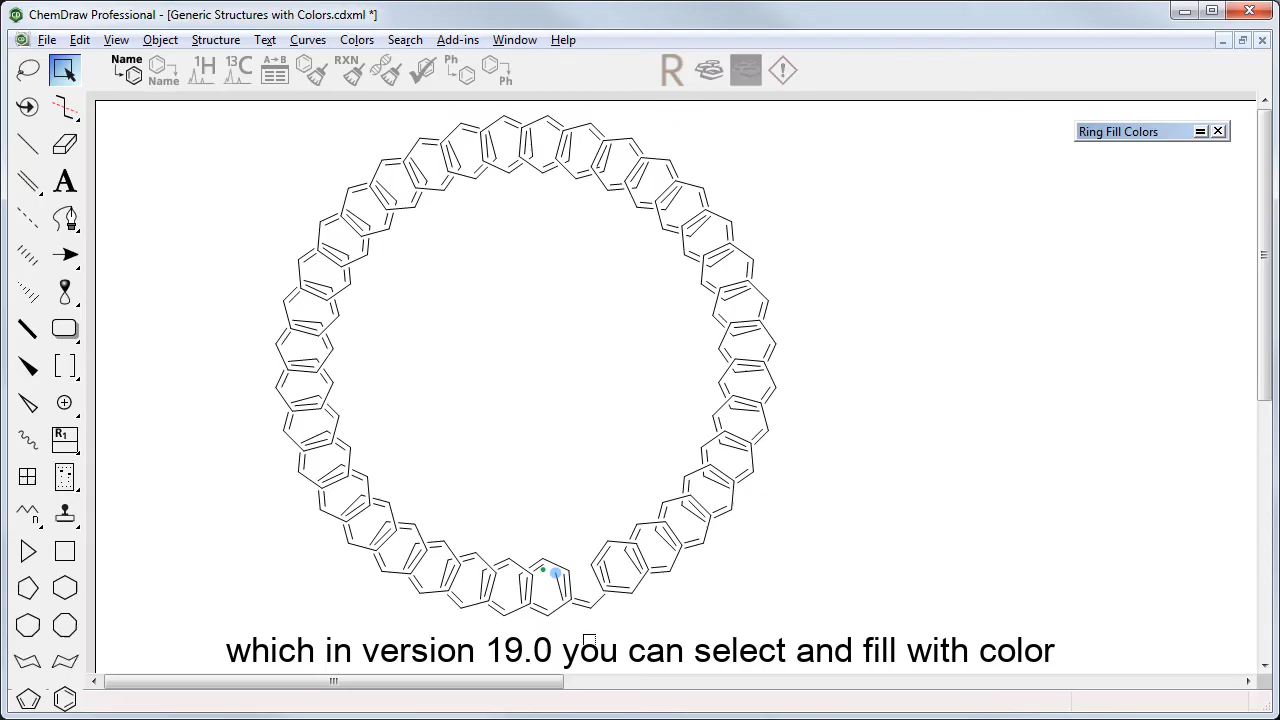 ChemDraw Professional - [Generic Structures with Colors.cdxml *]
File Edit View Object Structure Text Curves Colors Search Add-ins Window Help
Name Name 1H 13C A→B RXN Ph Ph R
Ring Fill Colors
A
R1
n
which in version 19.0 you can select and fill with color